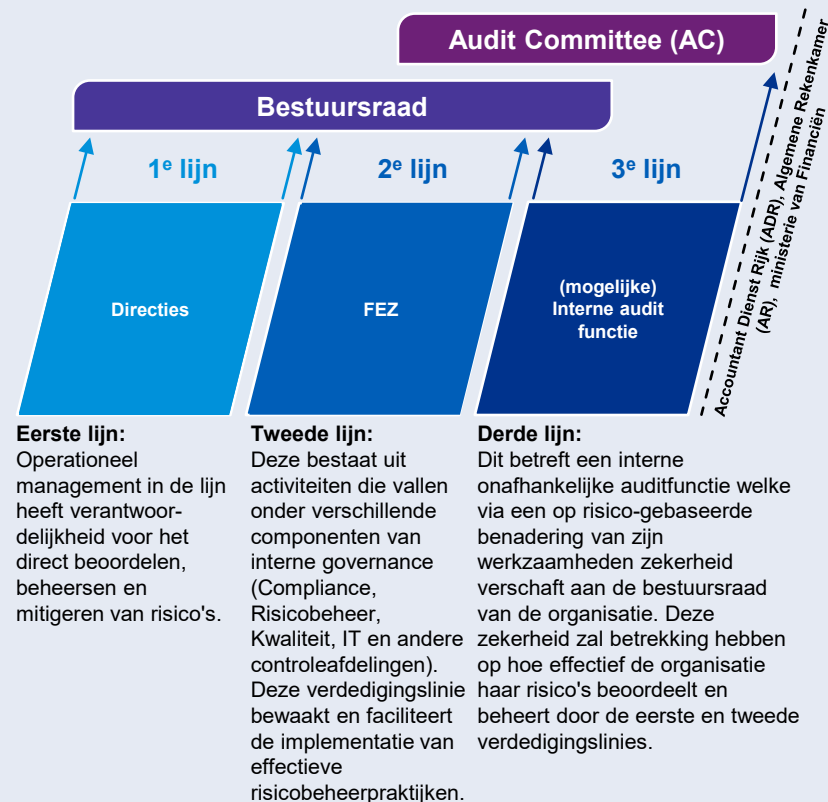 Audit Committee (AC)
Bestuursraad
1e lijn
2e lijn
3e lijn
Directies
FEZ
(mogelijke)
Interne audit
functie
Accountant Dienst Rijk (ADR), Algemene Rekenkamer
(AR), ministerie van Financiën
Eerste lijn:
Operationeel
management in de lijn
heeft verantwoor-
delijkheid voor het
direct beoordelen,
beheersen en
mitigeren van risico's.
Tweede lijn:
Deze bestaat uit
activiteiten die vallen
onder verschillende
componenten van
interne governance
(Compliance,
Risicobeheer,
Kwaliteit, IT en andere
controleafdelingen).
Deze verdedigingslinie
bewaakt en faciliteert
de implementatie van
effectieve
risicobeheerpraktijken.
Derde lijn:
Dit betreft een interne
onafhankelijke auditfunctie welke
via een op risico-gebaseerde
benadering van zijn
werkzaamheden zekerheid
verschaft aan de bestuursraad
van de organisatie. Deze
zekerheid zal betrekking hebben
op hoe effectief de organisatie
haar risico's beoordeelt en
beheert door de eerste en tweede
verdedigingslinies.